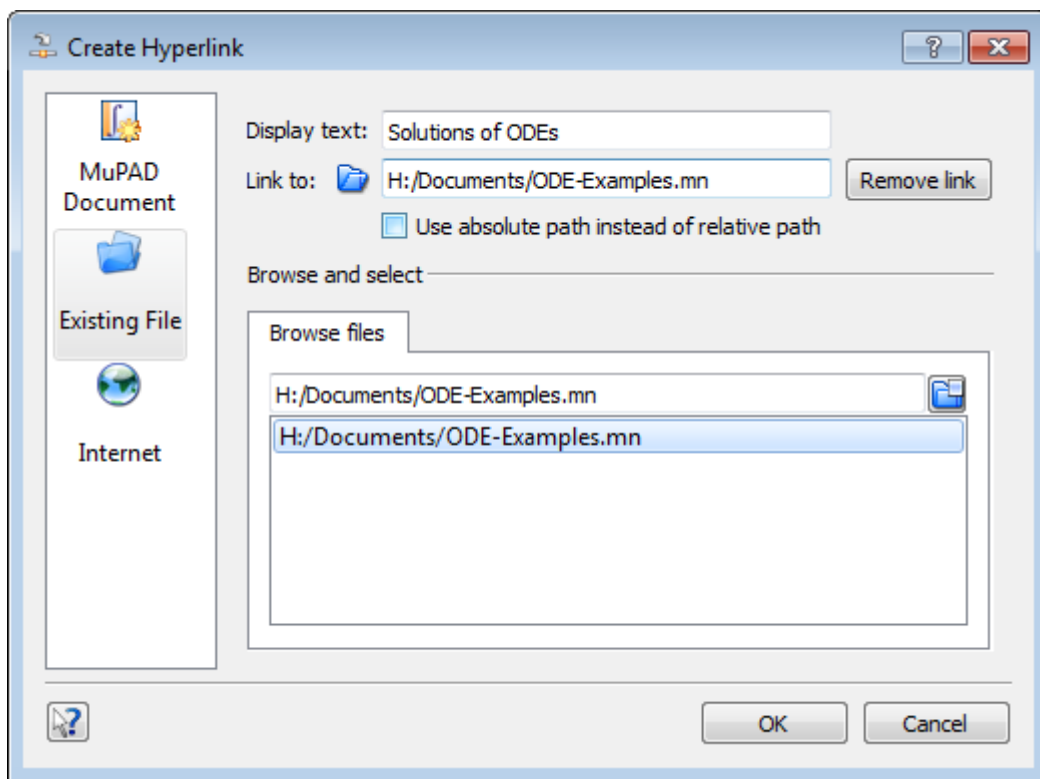 Create Hyperlink
MuPAD
Document
Existing File
Internet
Display text: Solutions of ODEs
Link to: H:/Documents/ODE-Examples.mn Remove link
Use absolute path instead of relative path
Browse and select
Browse files
H:/Documents/ODE-Examples.mn
H:/Documents/ODE-Examples.mn
OK Cancel